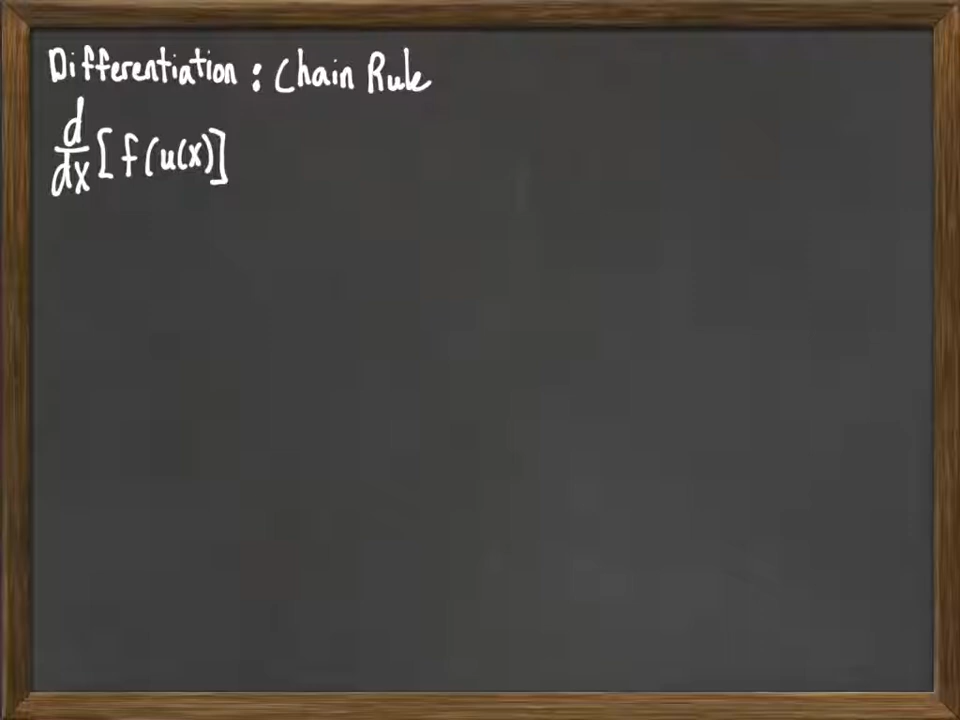 Differentiation : Chain Rule
d/dx [ f(u(x)]